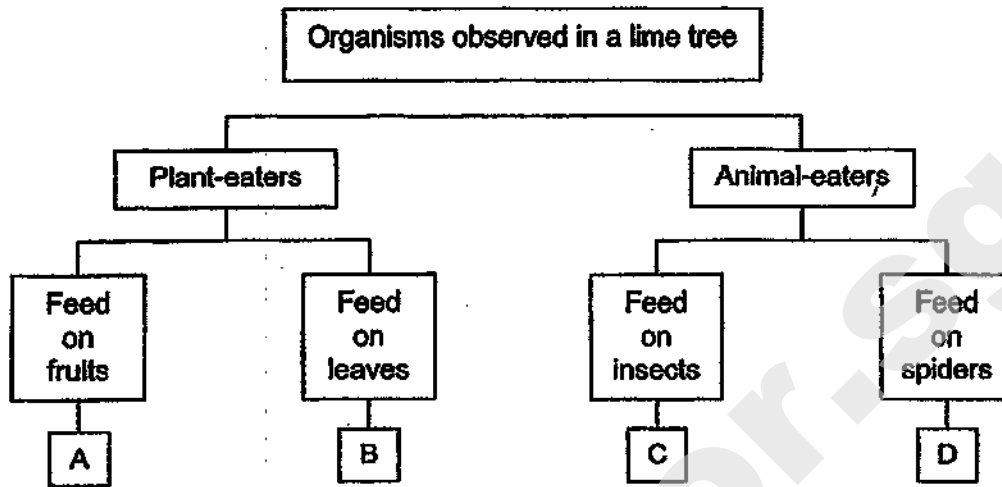 Organisms observed in a lime tree
Plant-eaters
Animal-eaters
Feed
on
fruits
Feed
on
leaves
Feed
on
insects
Feed
on
spiders
A
B
C
D